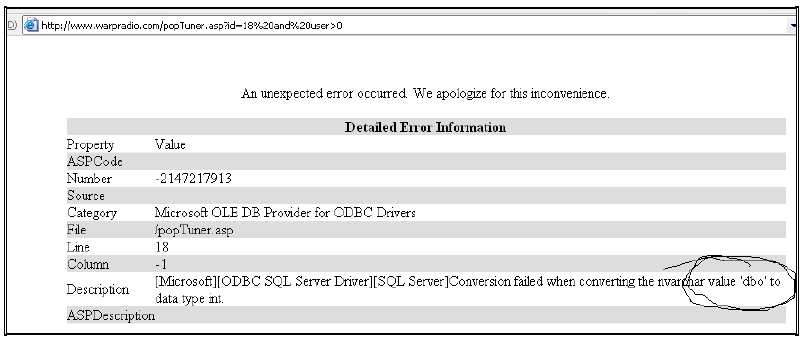 D) http://www.warpradio.com/popTuner.asp?id=18%20and%20user>0
An unexpected error occurred. We apologize for this inconvenience.
Detailed Error Information
Property Value
ASPCode
Number -2147217913
Source
Category Microsoft OLE DB Provider for ODBC Drivers
File /popTuner.asp
Line 18
Column -1
Description [Microsoft][ODBC SQL Server Driver][SQL Server]Conversion failed when converting the nvarchar value 'dbo' to
data type int.
ASPDescription